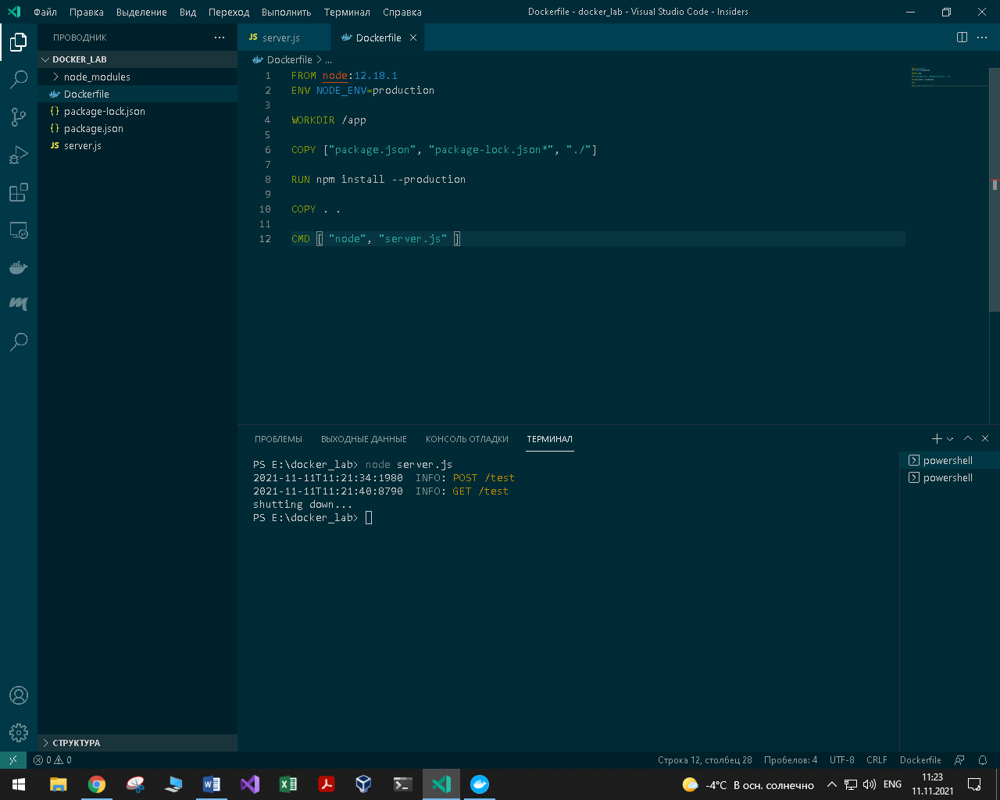 Файл Правка Выделение Вид Переход Выполнить Терминал Справка
Dockerfile - docker_lab - Visual Studio Code - Insiders
ПРОВОДНИК
JS server.js
Dockerfile
DOCKER_LAB
node_modules
Dockerfile
{} package-lock.json
{} package.json
JS server.js
СТРУКТУРА
Dockerfile > ...
1 FROM node:12.18.1
2 ENV NODE_ENV=production
3
4 WORKDIR /app
5
6 COPY ["package.json", "package-lock.json*", "./"]
7
8 RUN npm install --production
9
10 COPY . .
11
12 CMD [ "node", "server.js" ]
ПРОБЛЕМЫ ВЫХОДНЫЕ ДАННЫЕ КОНСОЛЬ ОТЛАДКИ ТЕРМИНАЛ
PS E:\docker_lab> node server.js
2021-11-11T11:21:34:1980 INFO: POST /test
2021-11-11T11:21:40:8790 INFO: GET /test
shutting down...
PS E:\docker_lab>
powershell
powershell
0 0
Строка 12, столбец 28 Пробелов: 4 UTF-8 CRLF Dockerfile
-4°C В осн. солнечно
ENG
11:23
11.11.2021